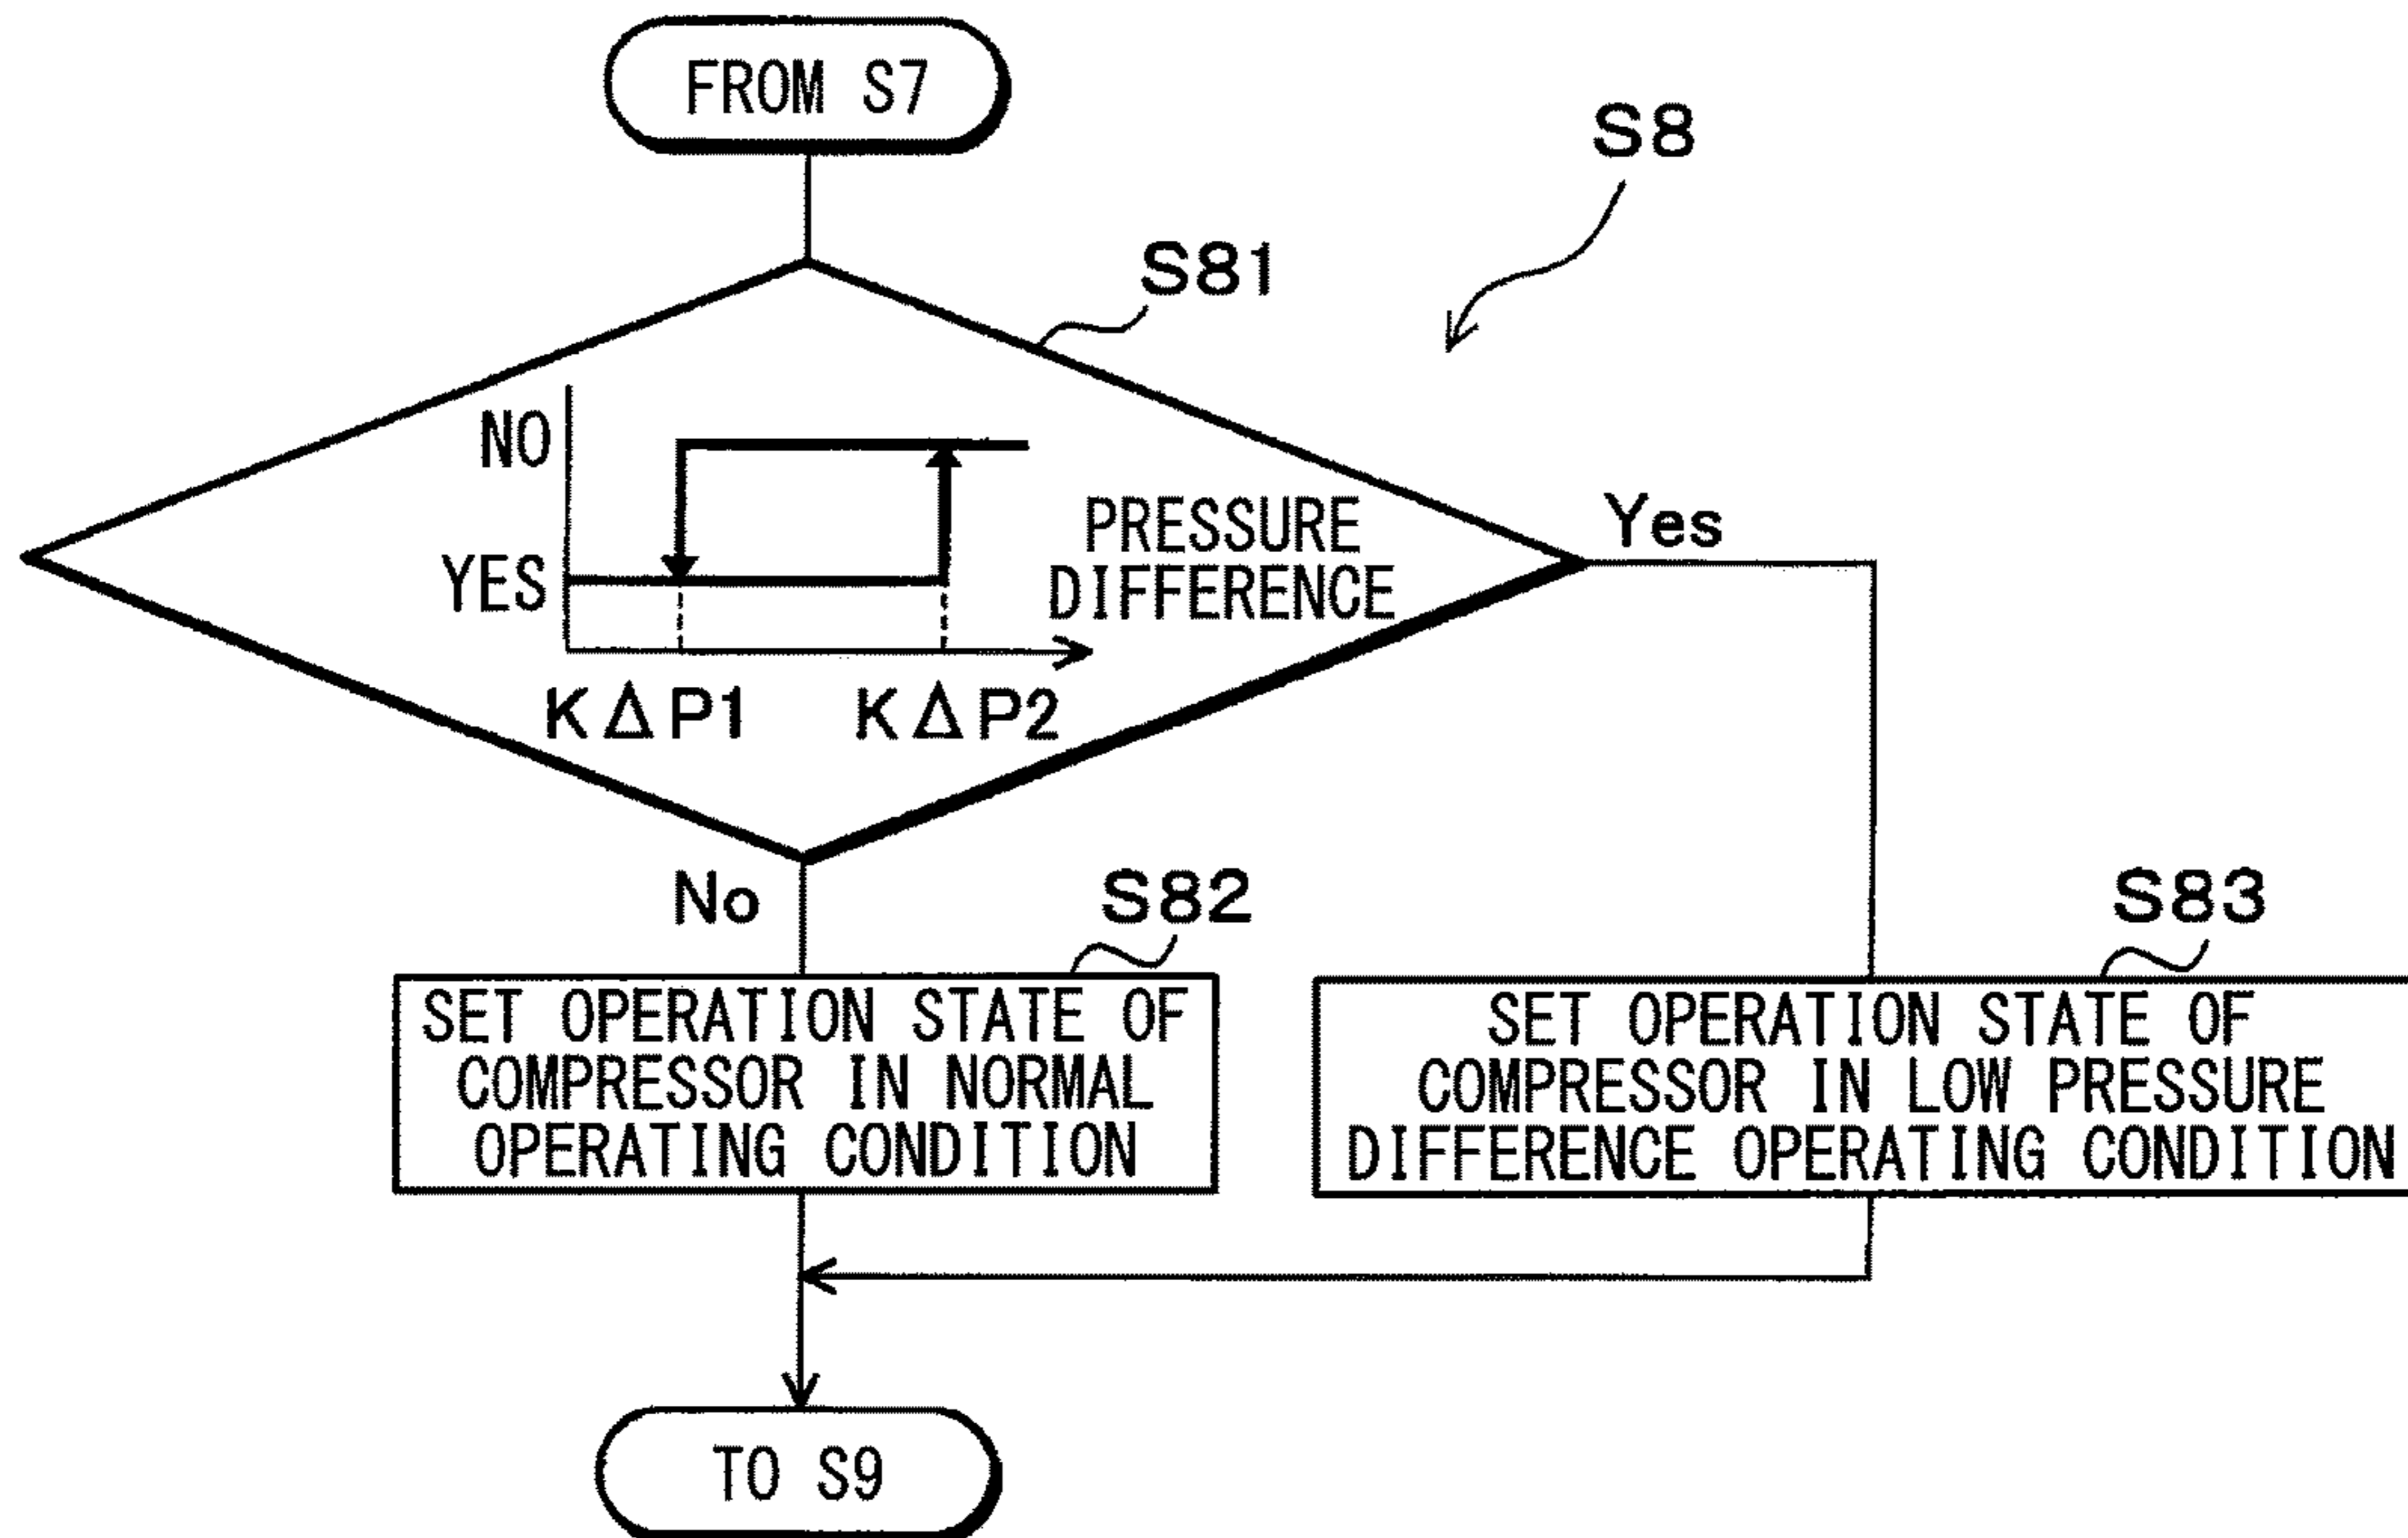 FROM S7
S8
S81
NO
YES
PRESSURE
DIFFERENCE
KΔP1 KΔP2
Yes
No
S82
S83
SET OPERATION STATE OF
COMPRESSOR IN NORMAL
OPERATING CONDITION
SET OPERATION STATE OF
COMPRESSOR IN LOW PRESSURE
DIFFERENCE OPERATING CONDITION
TO S9